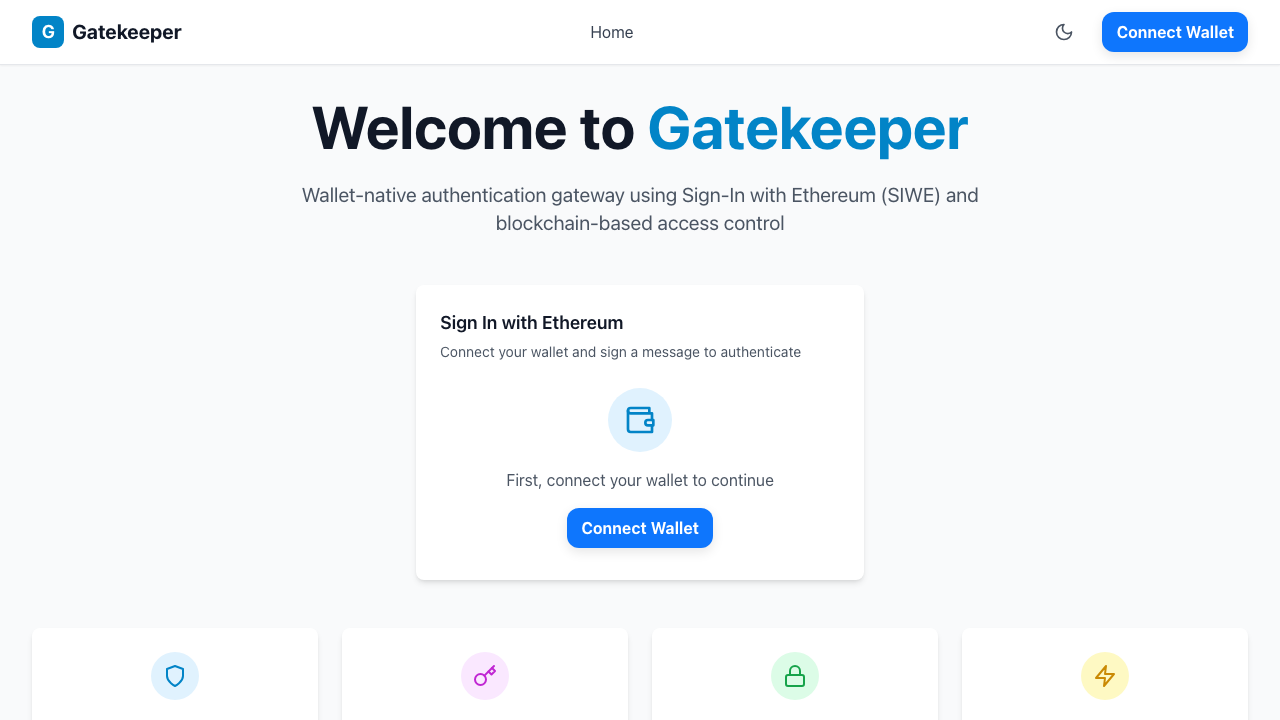 G Gatekeeper
Home
Connect Wallet
Welcome to Gatekeeper
Wallet-native authentication gateway using Sign-In with Ethereum (SIWE) and
blockchain-based access control
Sign In with Ethereum
Connect your wallet and sign a message to authenticate
First, connect your wallet to continue
Connect Wallet